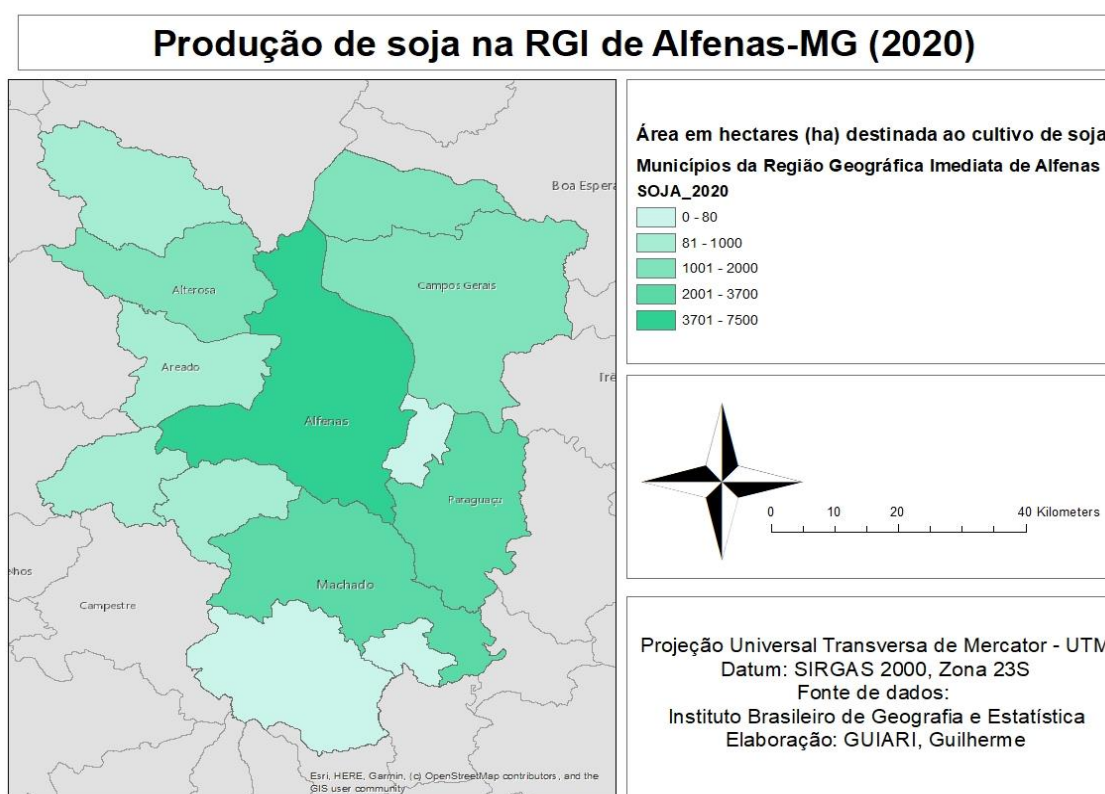 Produção de soja na RGI de Alfenas-MG (2020)
Área em hectares (ha) destinada ao cultivo de soja
Municípios da Região Geográfica Imediata de Alfenas
SOJA_2020
0 - 80
81 - 1000
1001 - 2000
2001 - 3700
3701 - 7500
Boa Espera
Alterosa
Campos Gerais
Areado
Trê
Alfenas
Paraguaçu
Machado
nhos
Campestre
Esri, HERE, Garmin, (c) OpenStreetMap contributors, and the
GIS user community
0 10 20 40 Kilometers
Projeção Universal Transversa de Mercator - UTM
Datum: SIRGAS 2000, Zona 23S
Fonte de dados:
Instituto Brasileiro de Geografia e Estatística
Elaboração: GUIARI, Guilherme